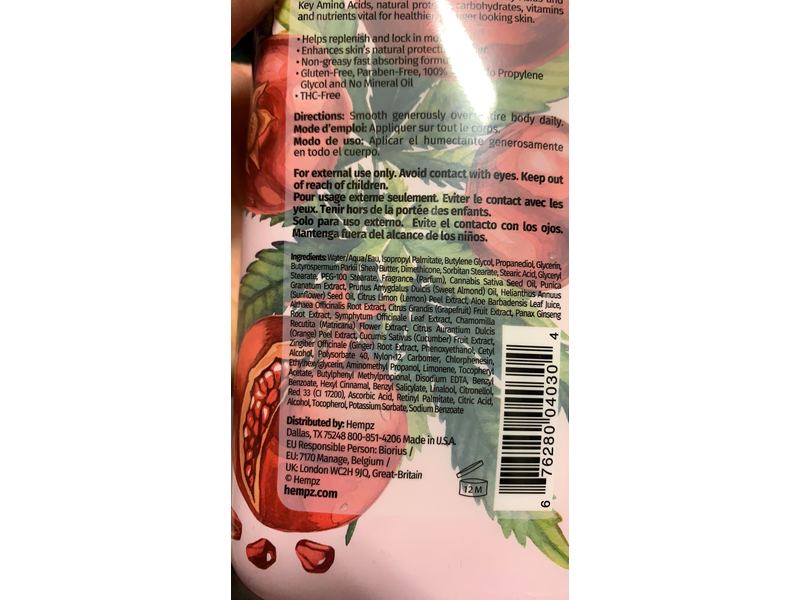 Key Amino Acids, natural carbohydrates, vitamins
and nutrients vital for healthier, looking skin.
• Helps replenish and lock in
• Enhances skin's natural
• Non-greasy fast absorbing
• Gluten-Free, Paraben-Free, 100% Propylene
Glycol and No Mineral Oil
• THC-Free
Directions: Smooth generously over body daily.
Mode d'emploi: Appliquer sur tout le corps.
Modo de uso: Aplicar el humectante generosamente
en todo el cuerpo.
For external use only. Avoid contact with eyes. Keep out
of reach of children.
Pour usage externe seulement. Eviter le contact avec les
yeux. Tenir hors de la portée des enfants.
Solo para uso externo. Evite el contacto con los ojos.
Mantenga fuera del alcance de los niños.
Ingredients: Water/Aqua/Eau, Isopropyl Palmitate, Butylene Glycol, Propanediol, Glycerin,
Butyrospermum Parkii (Shea) Butter, Dimethicone, Sorbitan Stearate, Stearic Acid, Glyceryl
Stearate, PEG-100 Stearate, Fragrance (Parfum), Cannabis Sativa Seed Oil, Punica
Granatum Extract, Prunus Amygdalus Dulcis (Sweet Almond) Oil, Helianthus Annuus
(Sunflower) Seed Oil, Citrus Limon (Lemon) Peel Extract, Aloe Barbadensis Leaf Juice,
Althaea Officinalis Root Extract, Citrus Grandis (Grapefruit) Fruit Extract, Panax Ginseng
Root Extract, Symphytum Officinale Leaf Extract, Chamomilla
Recutita (Matricaria) Flower Extract, Citrus Aurantium Dulcis
(Orange) Peel Extract, Cucumis Sativus (Cucumber) Fruit Extract,
Zingiber Officinale (Ginger) Root Extract, Phenoxyethanol, Cetyl
Alcohol, Polysorbate 40, Nylon-12, Carbomer, Chlorphenesin,
Ethylhexylglycerin, Aminomethyl Propanol, Limonene, Tocopheryl
Acetate, Butylphenyl Methylpropional, Disodium EDTA, Benzyl
Benzoate, Hexyl Cinnamal, Benzyl Salicylate, Linalool, Citronellol,
Red 33 (CI 17200), Ascorbic Acid, Retinyl Palmitate, Citric Acid,
Alcohol, Tocopherol, Potassium Sorbate, Sodium Benzoate
Distributed by: Hempz
Dallas, TX 75248 800-851-4206 Made in U.S.A.
EU Responsible Person: Biorius /
EU: 7170 Manage, Belgium /
UK: London WC2H 9JQ, Great-Britain
© Hempz
hempz.com
12 M
6 76280 04030 4